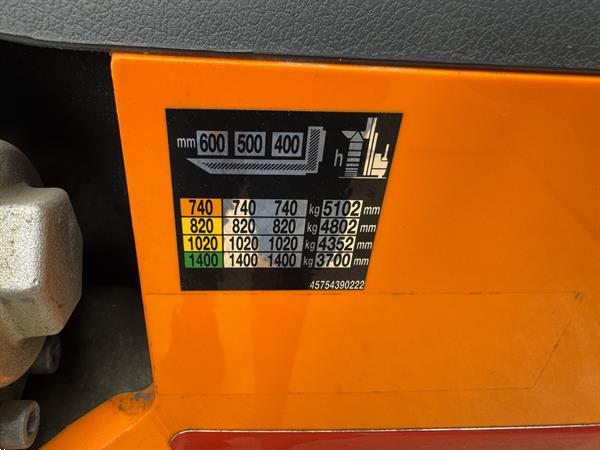 mm 600 500 400
h
740 740 740 kg 5102 mm
820 820 820 kg 4802 mm
1020 1020 1020 kg 4352 mm
1400 1400 1400 kg 3700 mm
45754390222